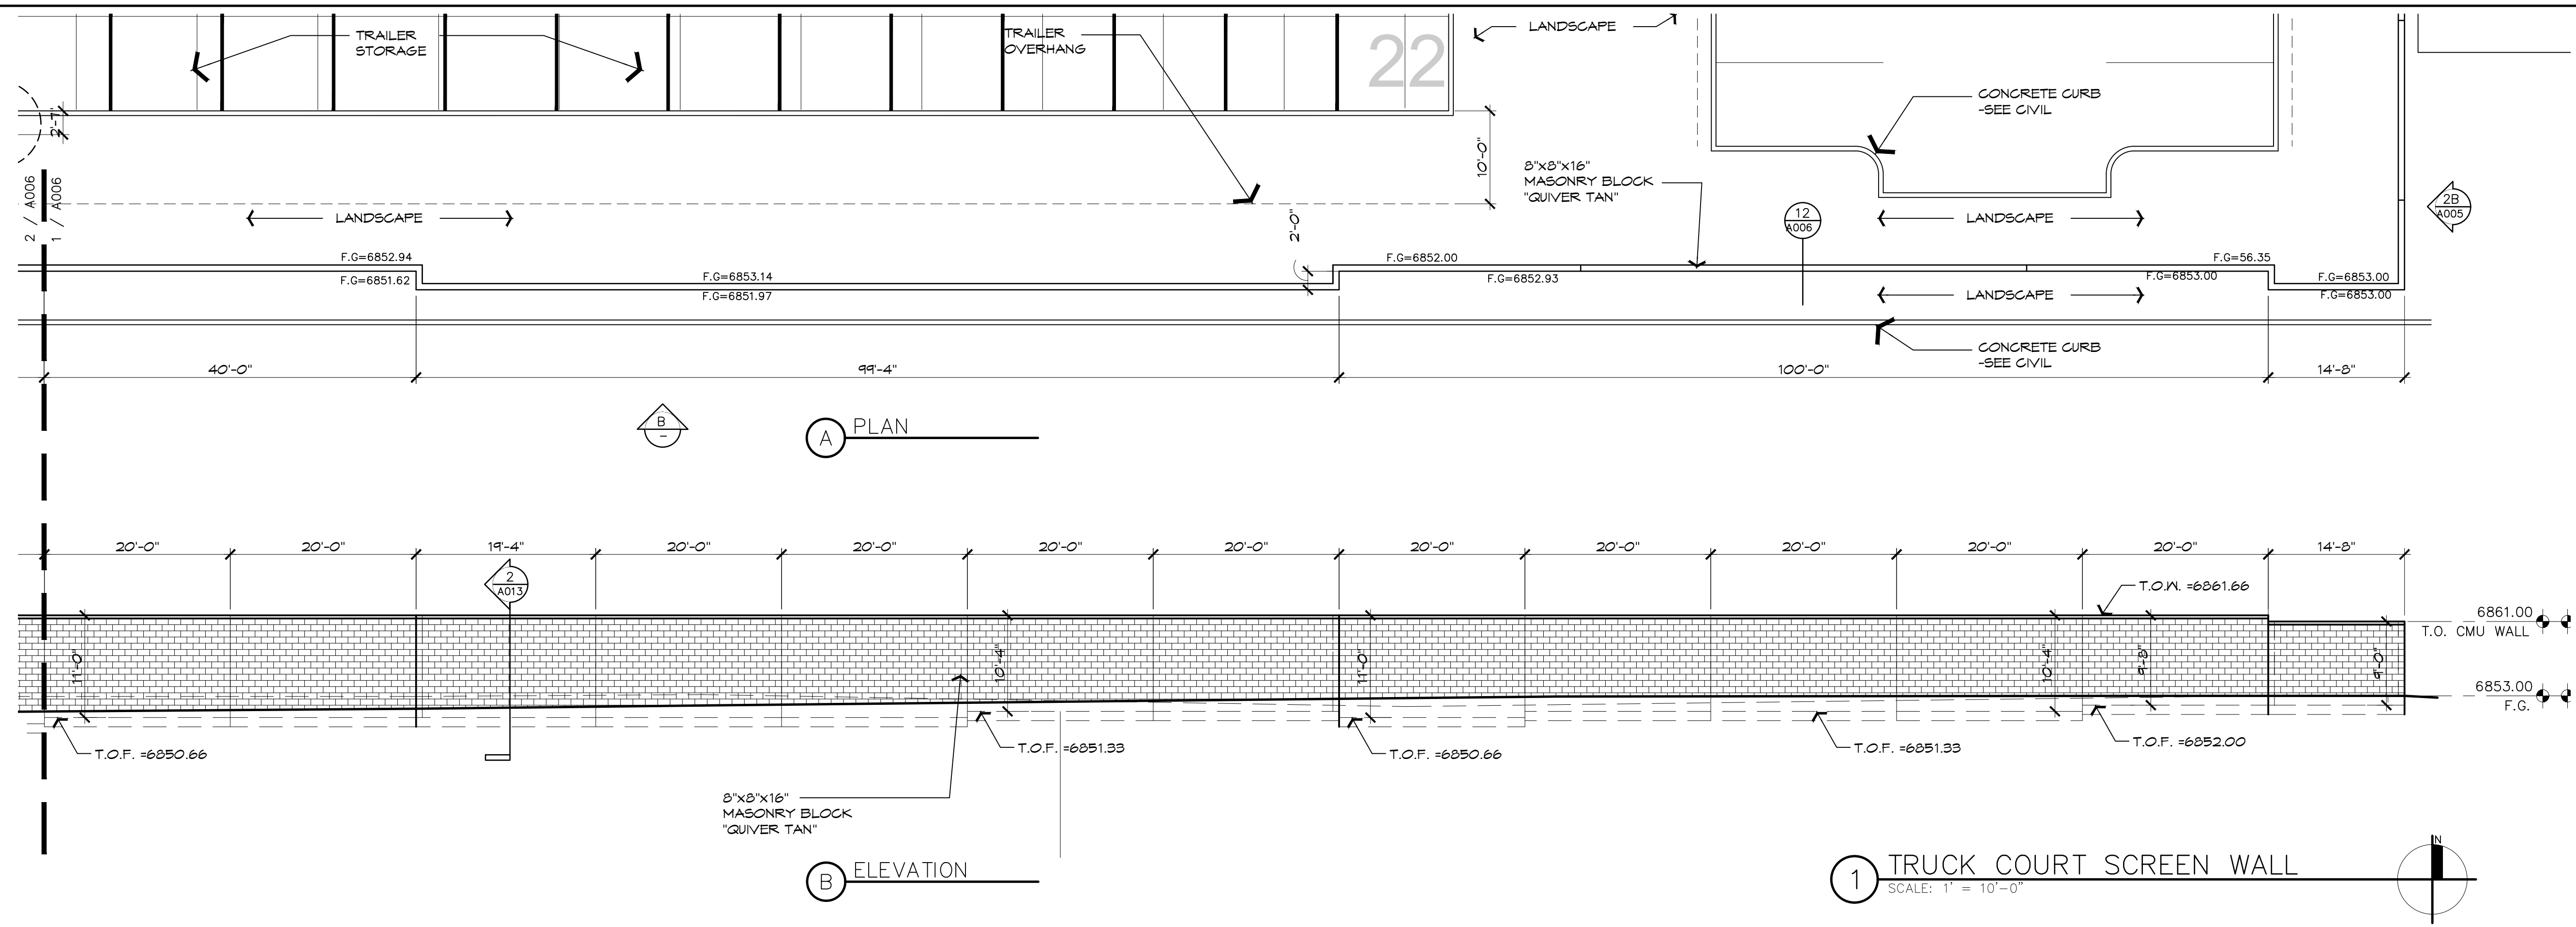 TRAILER
STORAGE
TRAILER
OVERHANG
22
LANDSCAPE
CONCRETE CURB
-SEE CIVIL
2'-7"
10'-0"
8"x8"x16"
MASONRY BLOCK
"QUIVER TAN"
2 / A006
1 / A006
LANDSCAPE
2'-0"
12
A006
LANDSCAPE
2B
A005
F.G=6852.94
F.G=6851.62
F.G=6853.14
F.G=6851.97
F.G=6852.00
F.G=6852.93
F.G=56.35
F.G=6853.00
F.G=6853.00
F.G=6853.00
LANDSCAPE
CONCRETE CURB
-SEE CIVIL
40'-0"
99'-4"
100'-0"
14'-8"
B
-
A
PLAN
20'-0"
20'-0"
19'-4"
20'-0"
20'-0"
20'-0"
20'-0"
20'-0"
20'-0"
20'-0"
20'-0"
20'-0"
14'-8"
2
A013
T.O.W. =6861.66
6861.00
T.O. CMU WALL
11'-0"
10'-4"
11'-0"
10'-4"
9'-8"
9'-0"
6853.00
F.G.
T.O.F. =6850.66
T.O.F. =6851.33
T.O.F. =6850.66
T.O.F. =6851.33
T.O.F. =6852.00
8"x8"x16"
MASONRY BLOCK
"QUIVER TAN"
B
ELEVATION
1
TRUCK COURT SCREEN WALL
SCALE: 1' = 10'-0"
N